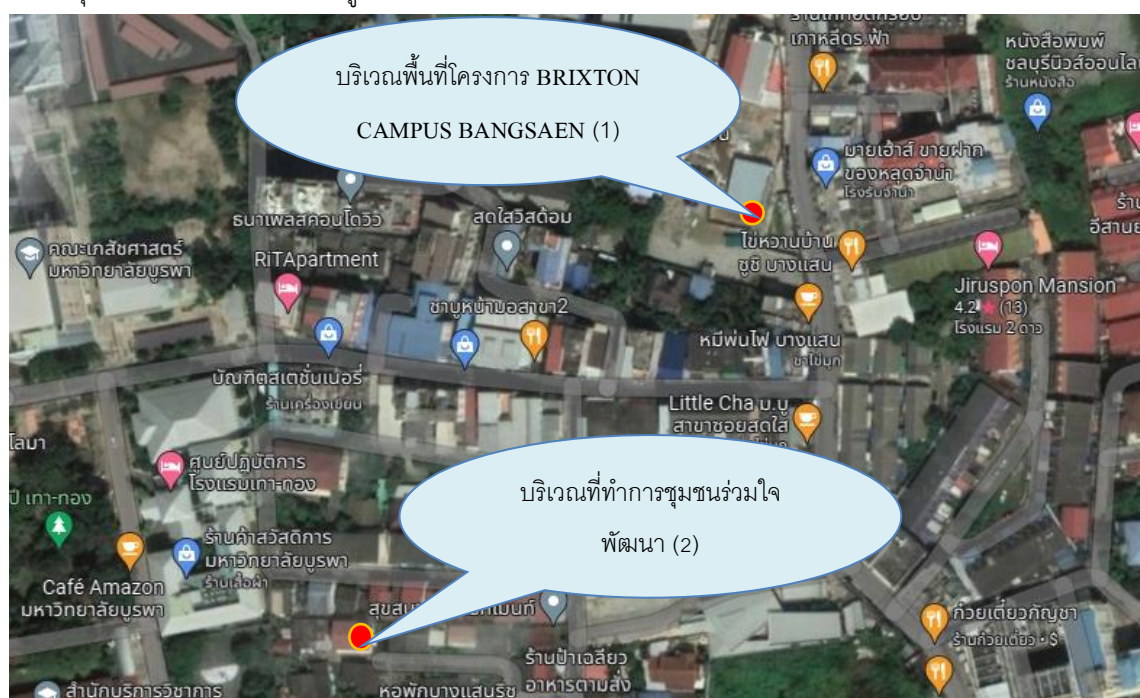 เกาหลีดร.ฟ้า
หนังสือพิมพ์
ชลบุรีนิวส์ออนไลน
ร้านหนังสือ
บริเวณพื้นที่โครงการ BRIXTON
CAMPUS BANGSAEN (1)
มายเฮ้าส์ ขายฝาก
ของหลุดจำนำ
โรงรับจำนำ
ธนาเพลสคอนโดวิว
สดใสวิสด้อม
ร้าน
อีสาน
คณะเภสัชศาสตร์
มหาวิทยาลัยบูรพา
RiTApartment
ไข่หวานบ้าน
ซูชิ บางแสน
Jiruspon Mansion
4.2 ★ (13)
โรงแรม 2 ดาว
ชาบูหน้ามอสาขา2
หมีพ่นไฟ บางแสน
ชาไข่มุก
บัณฑิตสเตชั่นเนอรี่
ร้านเครื่องเขียน
Little Cha ม.บู
สาขาซอยสดใส
โลมา
ศูนย์ปฏิบัติการ
โรงแรมเทา-ทอง
บริเวณที่ทำการชุมชนร่วมใจ
พัฒนา (2)
ปี เทา-ทอง
ร้านค้าสวัสดิการ
มหาวิทยาลัยบูรพา
ร้านเสื้อผ้า
Café Amazon
มหาวิทยาลัยบูรพา
ก๋วยเตี๋ยวกัญชา
ร้านก๋วยเตี๋ยว • $
ร้านป้าเฉลียว
อาหารตามสั่ง
สำนักบริการวิชาการ
หอพักบางแสนริช